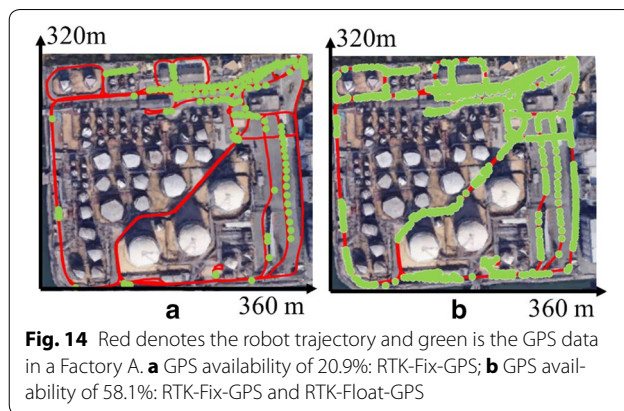 320m
320m
360 m
a
360 m
b
Fig. 14 Red denotes the robot trajectory and green is the GPS data
in a Factory A. a GPS availability of 20.9%: RTK-Fix-GPS; b GPS avail-
ability of 58.1%: RTK-Fix-GPS and RTK-Float-GPS